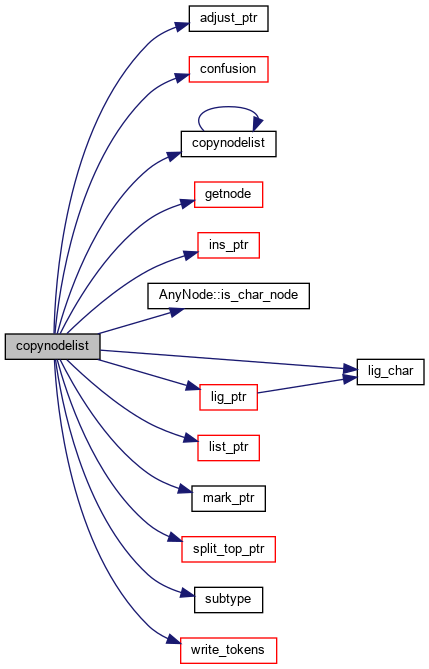 adjust_ptr
confusion
copynodelist
getnode
ins_ptr
AnyNode::is_char_node
copynodelist
lig_char
lig_ptr
list_ptr
mark_ptr
split_top_ptr
subtype
write_tokens